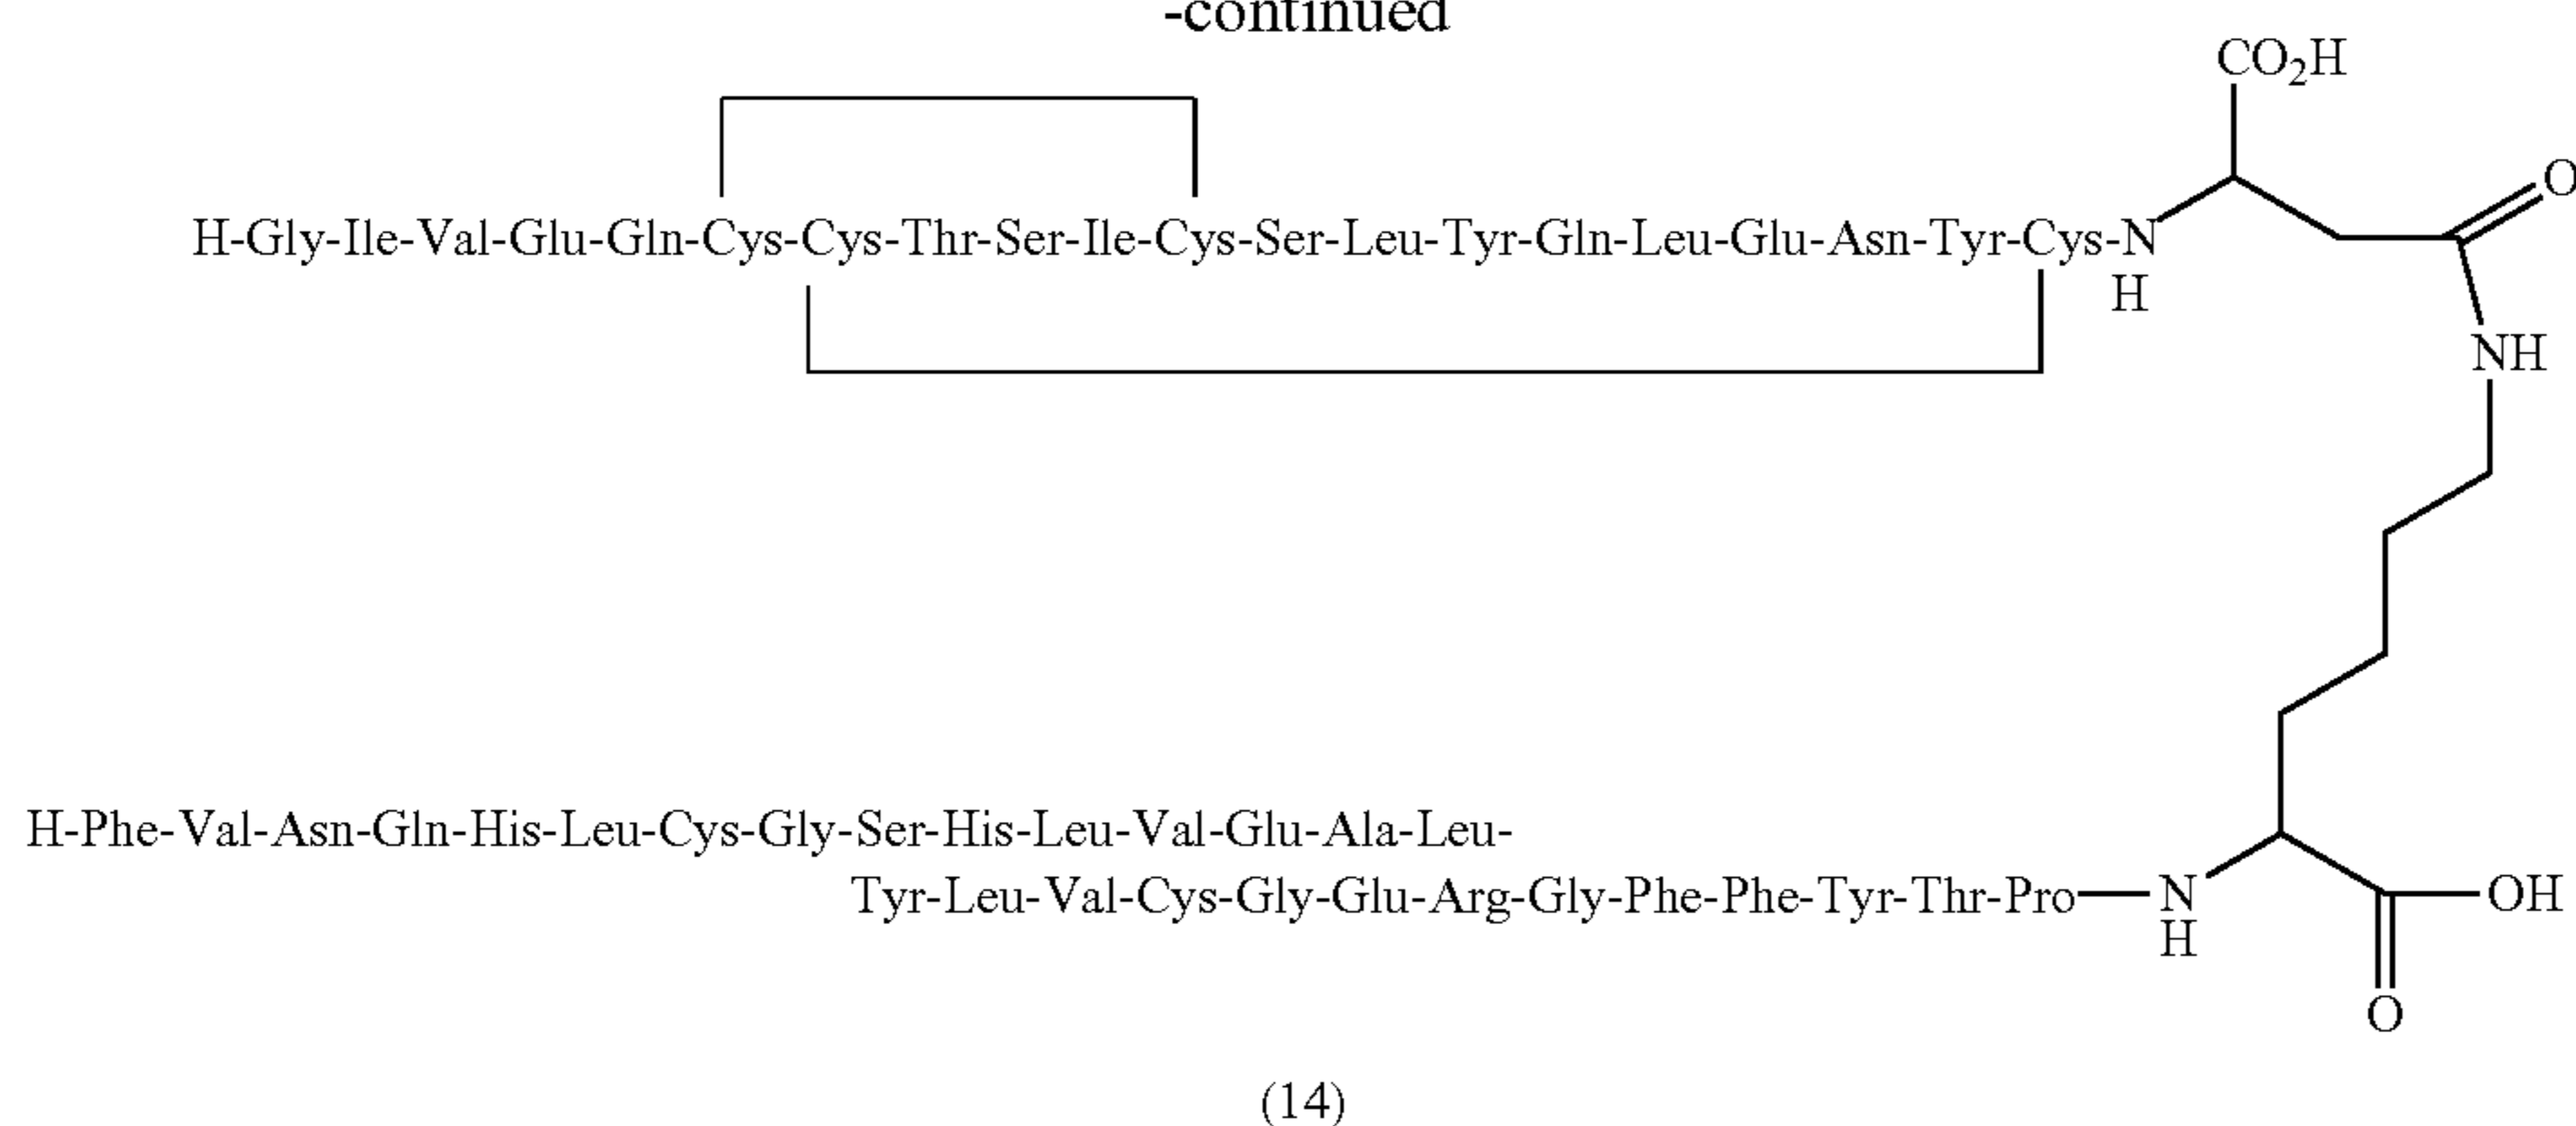 -continued
CO₂H
O
H-Gly-Ile-Val-Glu-Gln-Cys-Cys-Thr-Ser-Ile-Cys-Ser-Leu-Tyr-Gln-Leu-Glu-Asn-Tyr-Cys-N
H
NH
H-Phe-Val-Asn-Gln-His-Leu-Cys-Gly-Ser-His-Leu-Val-Glu-Ala-Leu-
Tyr-Leu-Val-Cys-Gly-Glu-Arg-Gly-Phe-Phe-Tyr-Thr-Pro—N OH
H
O
(14)